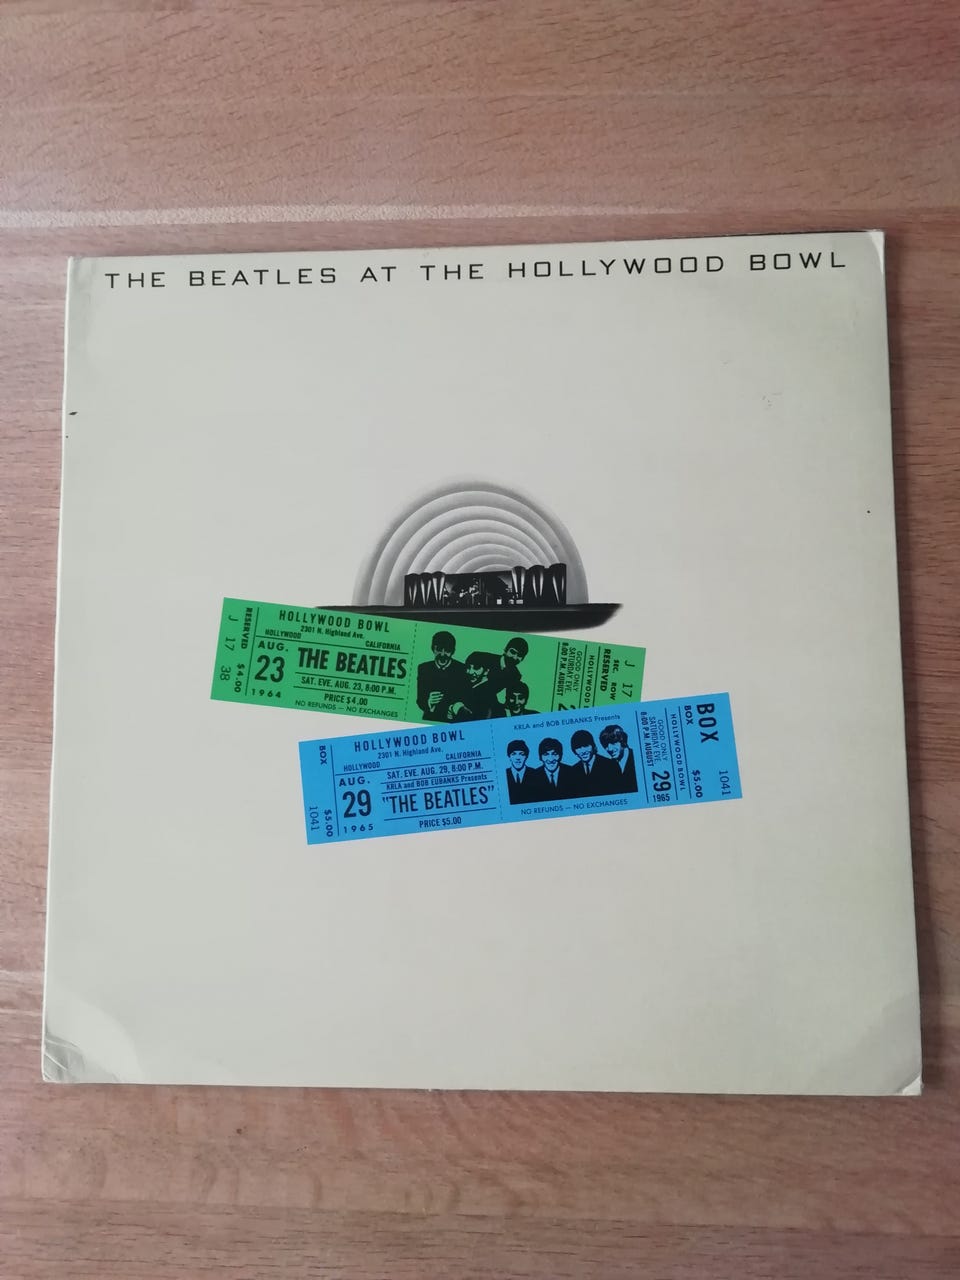 THE BEATLES AT THE HOLLYWOOD BOWL
RESERVED $4.00
J 17 38
HOLLYWOOD BOWL
2301 N. Highland Ave.
HOLLYWOOD CALIFORNIA
AUG.
23
1964
THE BEATLES
SAT. EVE. AUG. 23, 8:00 P.M.
PRICE $4.00
NO REFUNDS — NO EXCHANGES
GOOD ONLY
SATURDAY EVE.
8:00 P.M. AUGUST
2
HOLLYWOOD
SEC. ROW
RESERVED
J 17
BOX $5.00
1041
HOLLYWOOD BOWL
2301 N. Highland Ave.
HOLLYWOOD CALIFORNIA
AUG.
29
1965
SAT. EVE. AUG. 29, 8:00 P.M.
KRLA and BOB EUBANKS Presents
"THE BEATLES"
PRICE $5.00
KRLA and BOB EUBANKS Presents
NO REFUNDS — NO EXCHANGES
GOOD ONLY
SATURDAY EVE.
8:00 P.M. AUGUST
29
1965
HOLLYWOOD BOWL
BOX $5.00
BOX
1041